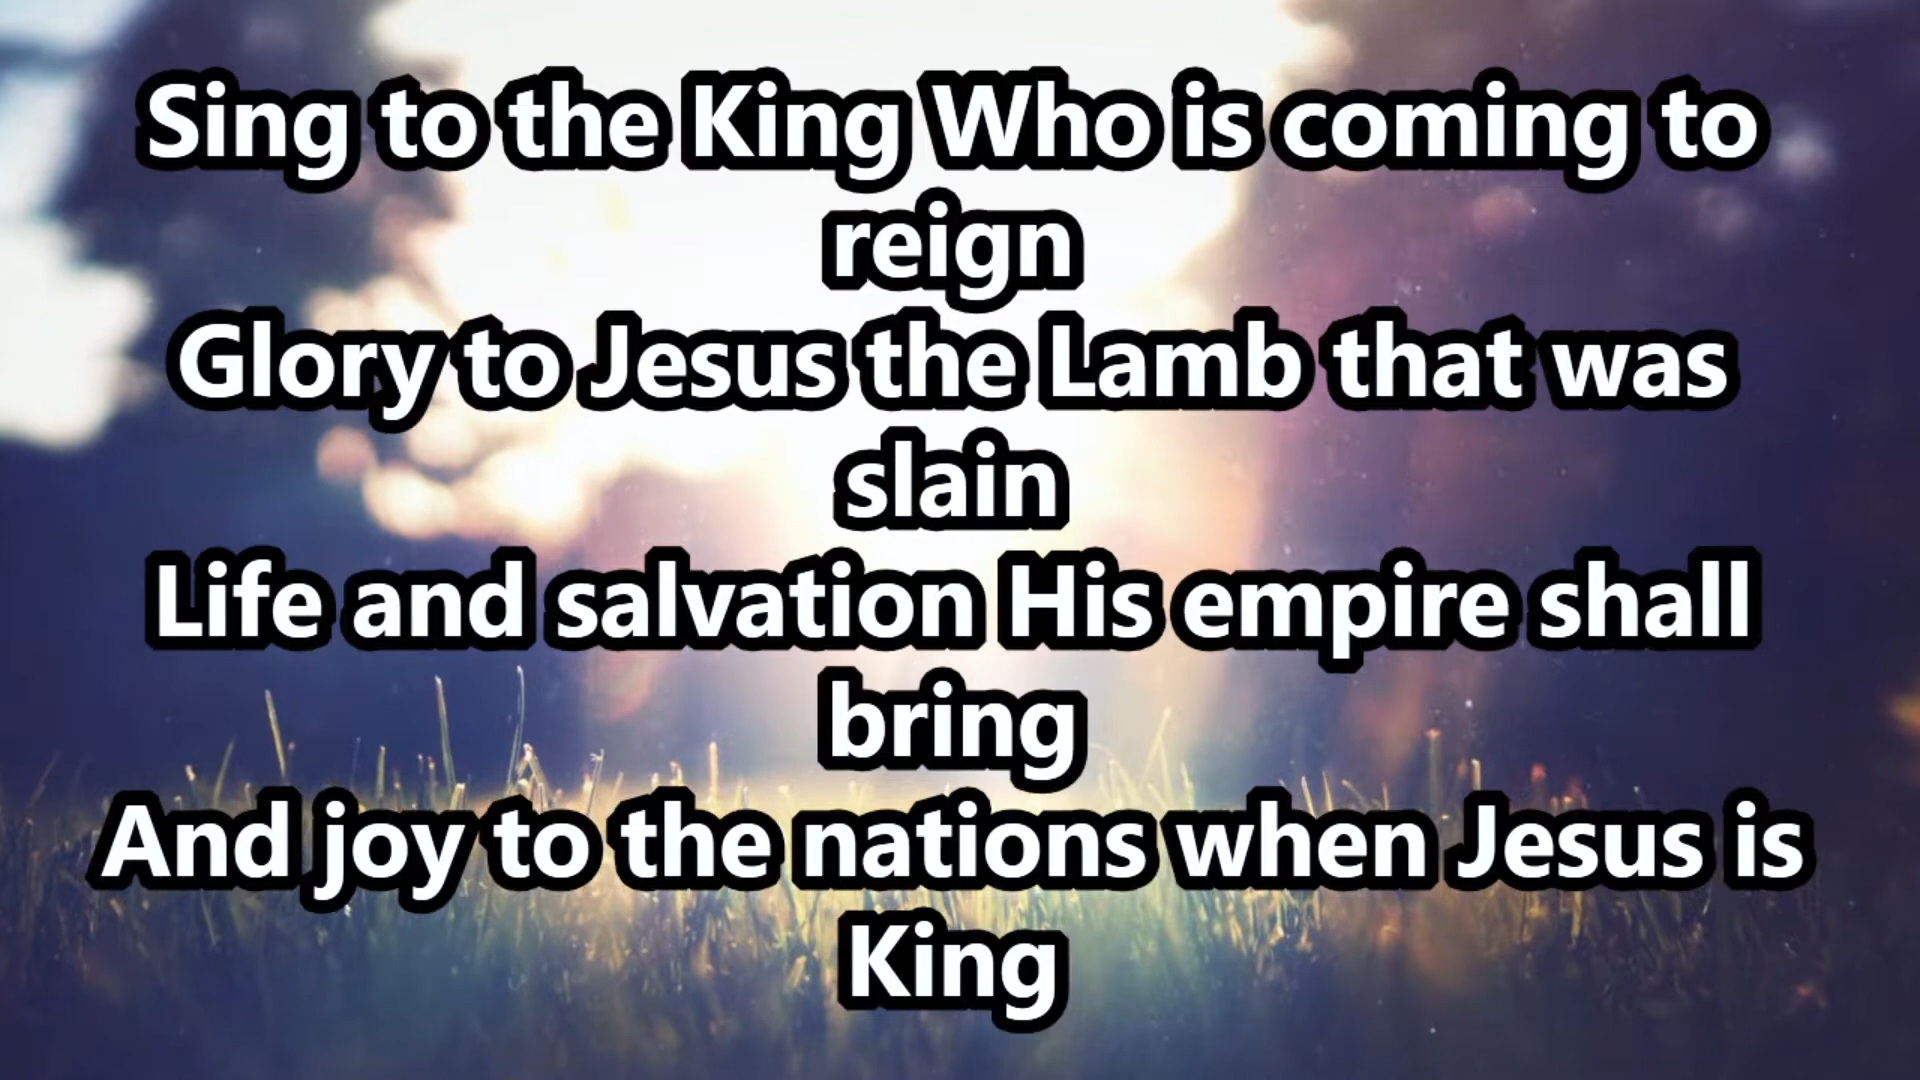 Sing to the King Who is coming to
reign
Glory to Jesus the Lamb that was
slain
Life and salvation His empire shall
bring
And joy to the nations when Jesus is
King